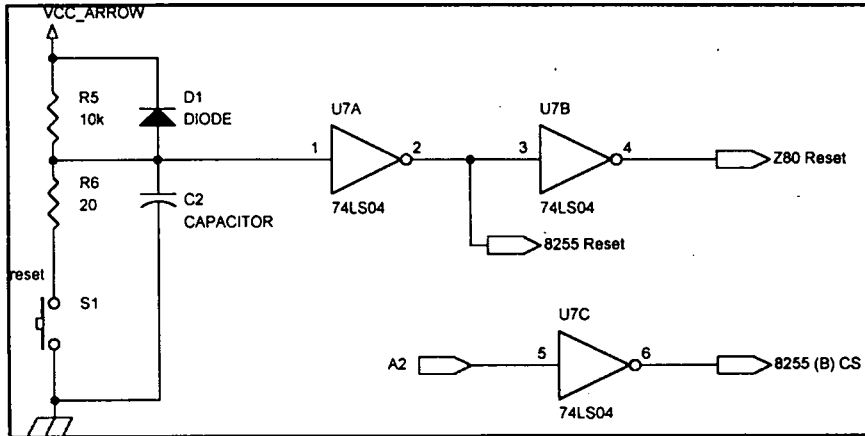 VCC_ARROW
R5
10k
D1
DIODE
R6
20
C2
CAPACITOR
reset
S1
U7A
1
2
74LS04
U7B
3
4
74LS04
Z80 Reset
8255 Reset
U7C
A2
5
6
74LS04
8255 (B) CS